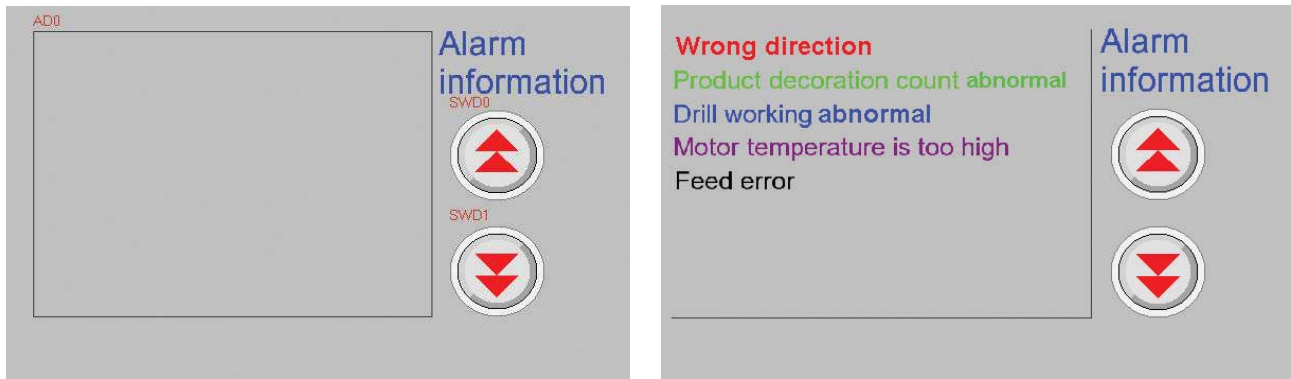 AD0
Alarm
information
SWD0
SWD1
Wrong direction
Product decoration count abnormal
Drill working abnormal
Motor temperature is too high
Feed error
Alarm
information